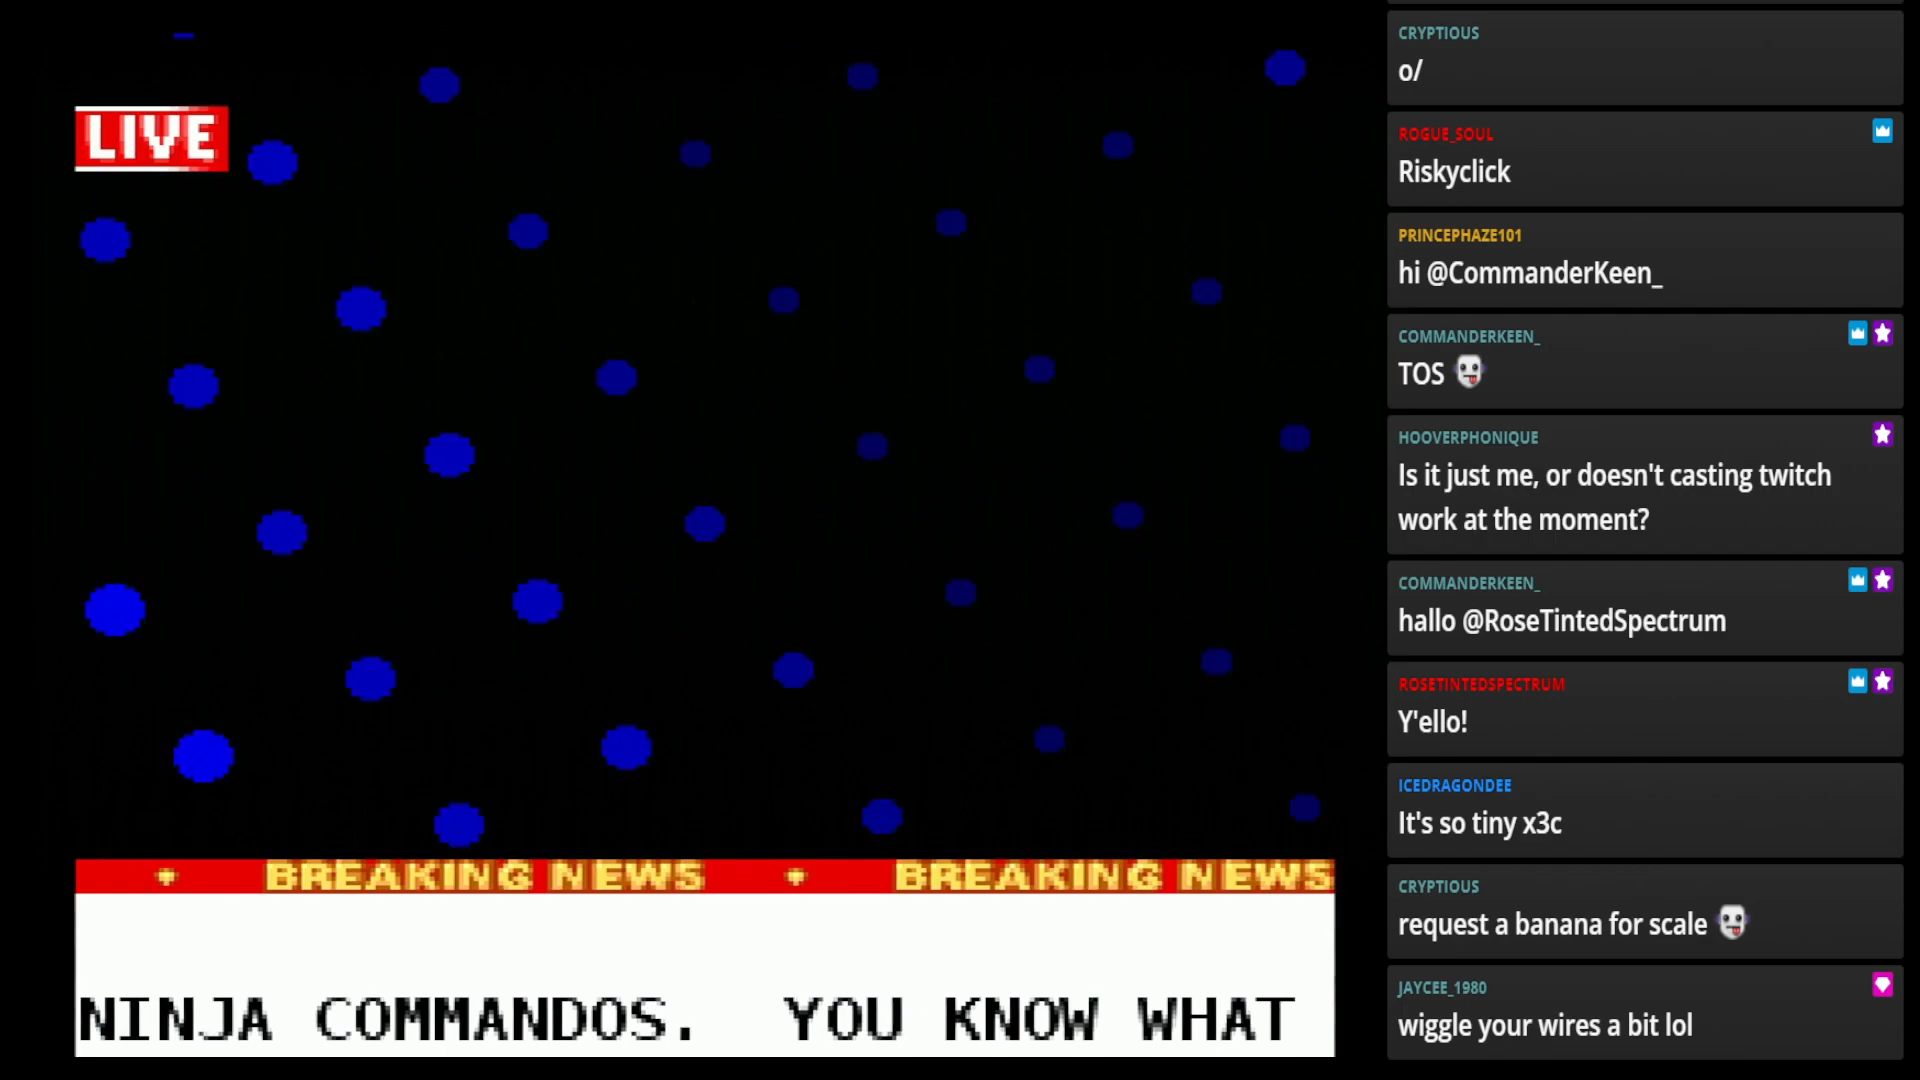 LIVE
BREAKING NEWS BREAKING NEWS
NINJA COMMANDOS. YOU KNOW WHAT
CRYPTIOUS
o/
ROGUE_SOUL
Riskyclick
PRINCEPHAZE101
hi @CommanderKeen_
COMMANDERKEEN_
TOS
HOOVERPHONIQUE
Is it just me, or doesn't casting twitch
work at the moment?
COMMANDERKEEN_
hallo @RoseTintedSpectrum
ROSETINTEDSPECTRUM
Y'ello!
ICEDRAGONDEE
It's so tiny x3c
CRYPTIOUS
request a banana for scale
JAYCEE_1980
wiggle your wires a bit lol